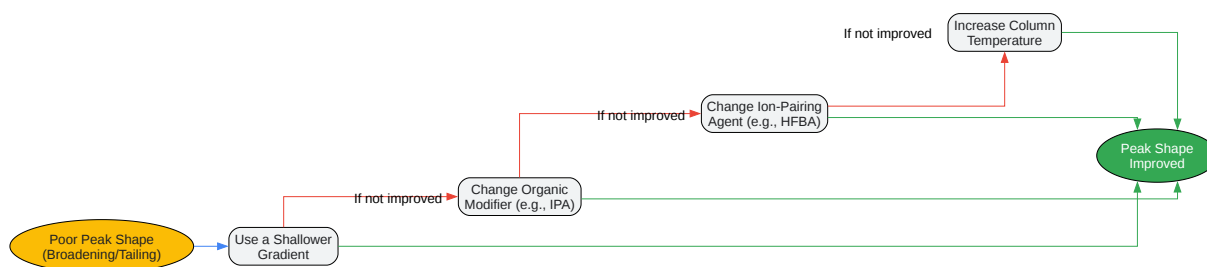 Poor Peak Shape
(Broadening/Tailing)
Use a Shallower
Gradient
If not improved
Change Organic
Modifier (e.g., IPA)
If not improved
Change Ion-Pairing
Agent (e.g., HFBA)
If not improved
Increase Column
Temperature
Peak Shape
Improved